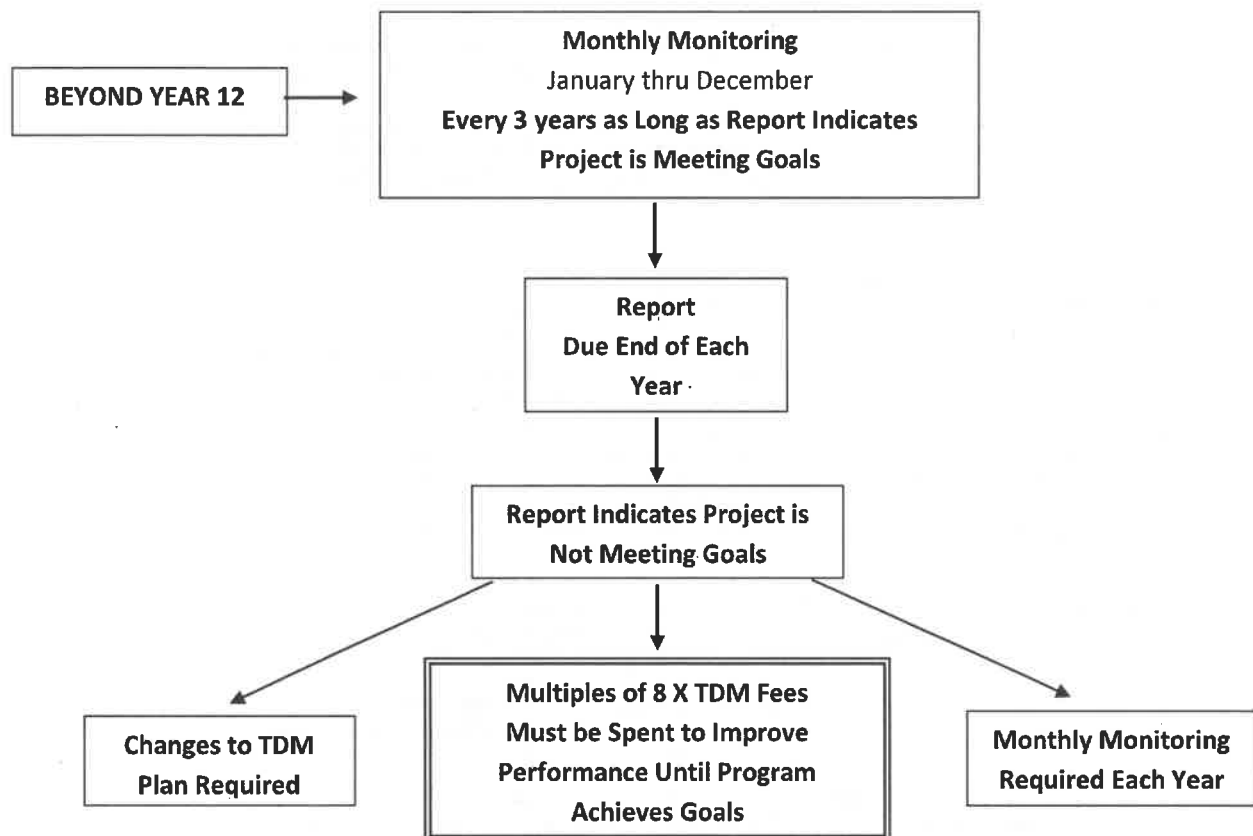 BEYOND YEAR 12
Monthly Monitoring
January thru December
Every 3 years as Long as Report Indicates
Project is Meeting Goals
Report
Due End of Each
Year
Report Indicates Project is
Not Meeting Goals
Changes to TDM
Plan Required
Multiples of 8 X TDM Fees
Must be Spent to Improve
Performance Until Program
Achieves Goals
Monthly Monitoring
Required Each Year